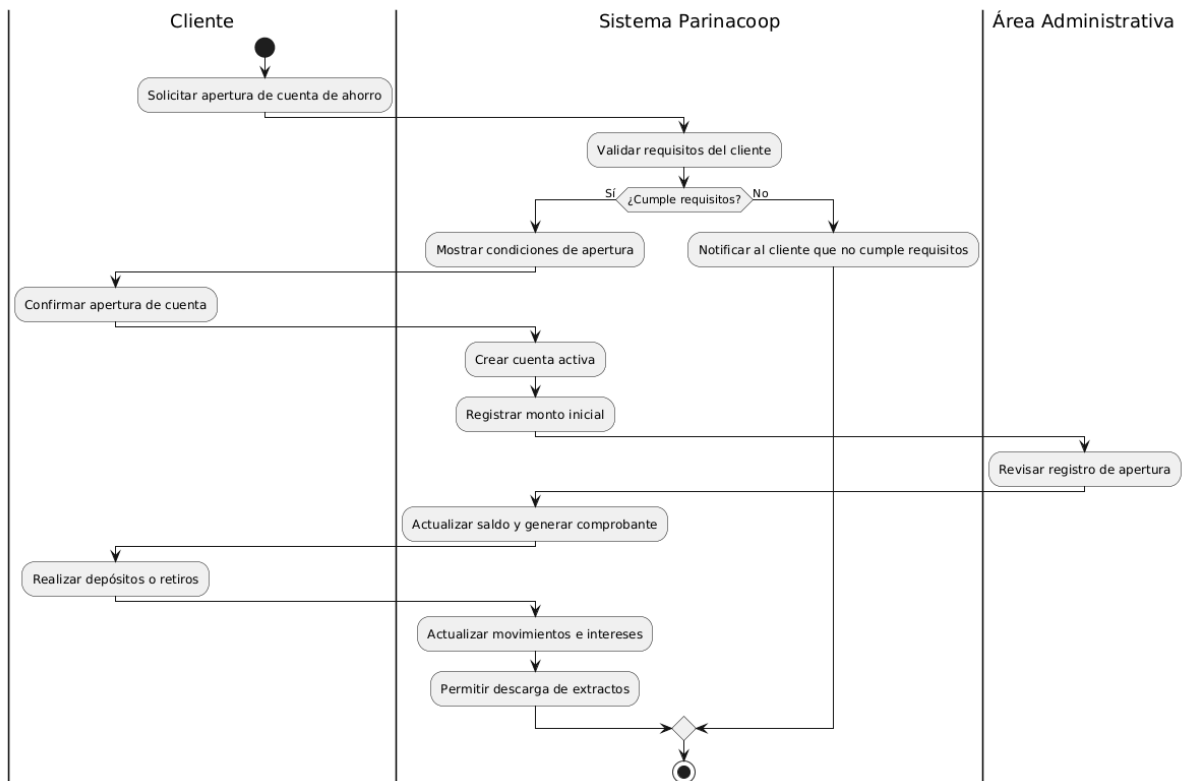 Cliente
Sistema Parinacoop
Área Administrativa
Solicitar apertura de cuenta de ahorro
Validar requisitos del cliente
Sí
¿Cumple requisitos?
No
Mostrar condiciones de apertura
Notificar al cliente que no cumple requisitos
Confirmar apertura de cuenta
Crear cuenta activa
Registrar monto inicial
Revisar registro de apertura
Actualizar saldo y generar comprobante
Realizar depósitos o retiros
Actualizar movimientos e intereses
Permitir descarga de extractos